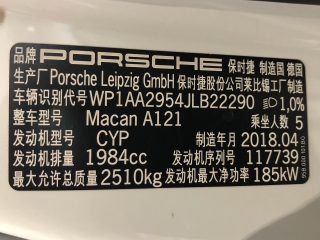 品牌 PORSCHE 保时捷 制造国 德国
生产厂 Porsche Leipzig GmbH 保时捷股份公司莱比锡工厂制造
车辆识别代号 WP1AA2954JLB22290 1,0%
整车型号 Macan A121 乘坐人数 5
发动机型号 CYP 制造年月 2018.04
发动机排量 1984cc 发动机序列号 117739
最大允许总质量 2510kg 发动机最大净功率 185kW